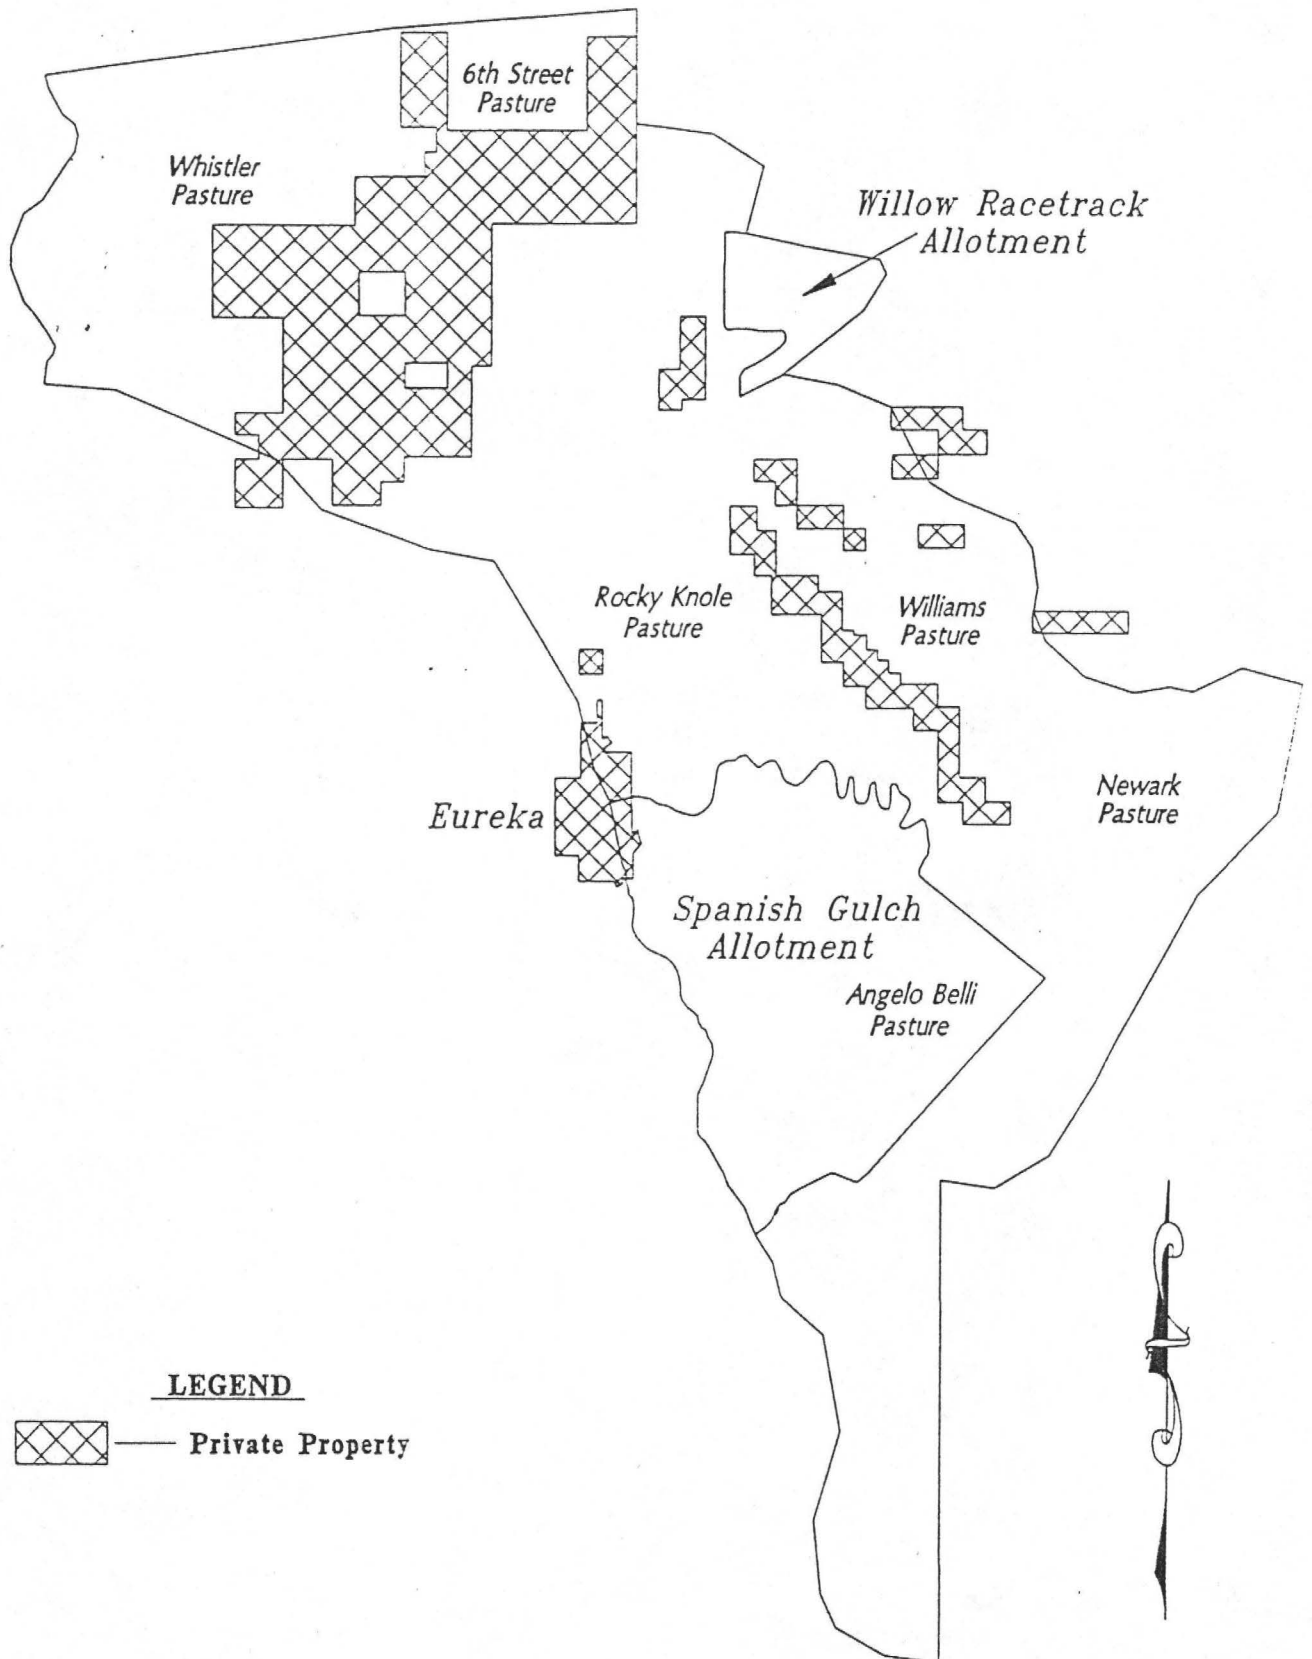 6th Street
Pasture
Whistler
Pasture
Willow Racetrack
Allotment
Rocky Knole
Pasture
Williams
Pasture
Newark
Pasture
Eureka
Spanish Gulch
Allotment
Angelo Belli
Pasture
LEGEND
Private Property